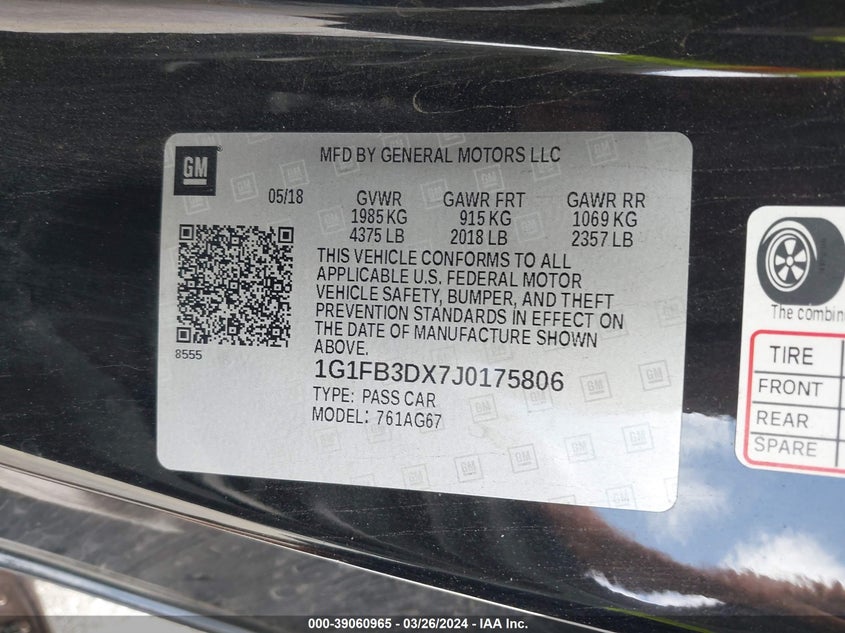 GM
MFD BY GENERAL MOTORS LLC
05/18 GVWR GAWR FRT GAWR RR
1985 KG 915 KG 1069 KG
4375 LB 2018 LB 2357 LB
THIS VEHICLE CONFORMS TO ALL
APPLICABLE U.S. FEDERAL MOTOR
VEHICLE SAFETY, BUMPER, AND THEFT
PREVENTION STANDARDS IN EFFECT ON
THE DATE OF MANUFACTURE SHOWN
ABOVE.
8555
1G1FB3DX7J0175806
TYPE: PASS CAR
MODEL: 761AG67
The combin
TIRE
FRONT
REAR
SPARE
000-39060965 - 03/26/2024 - IAA Inc.